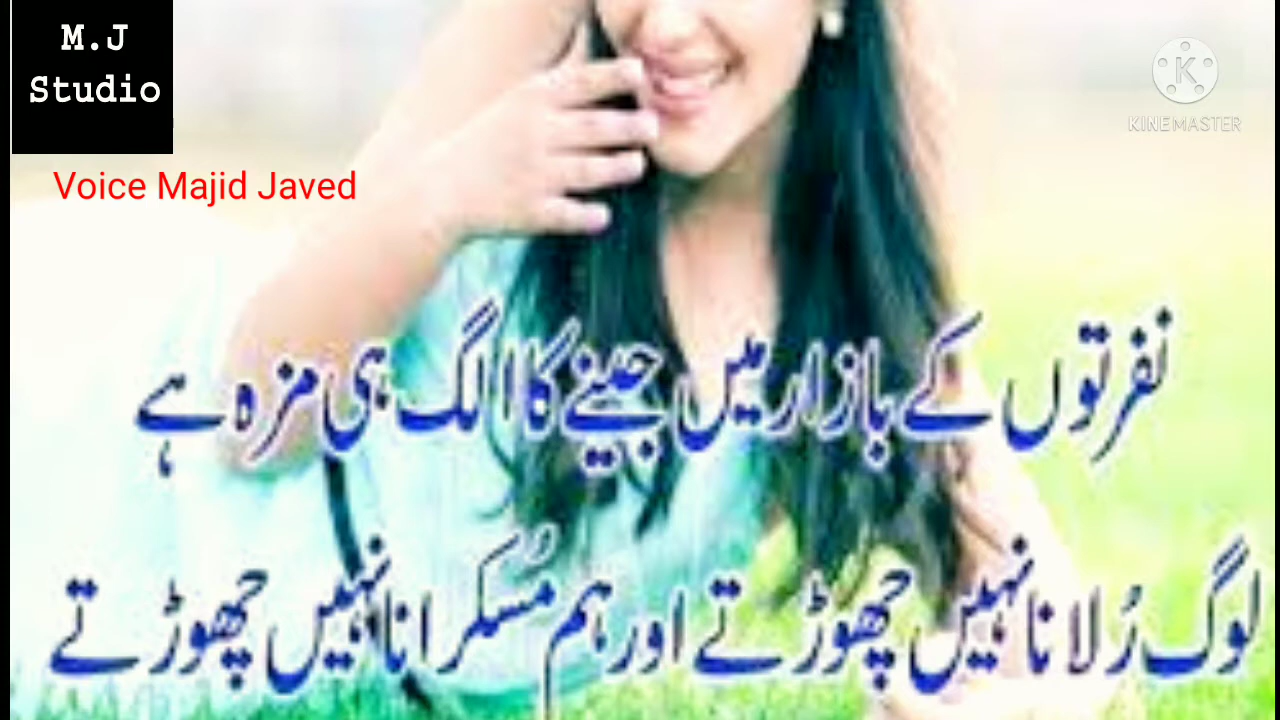 M.J
Studio
KINEMASTER
Voice Majid Javed
نفرتوں کے بازار میں جینے کا الگ ہی مزہ ہے
لوگ رُلانا نہیں چھوڑتے اور ہم مُسکرانا نہیں چھوڑتے